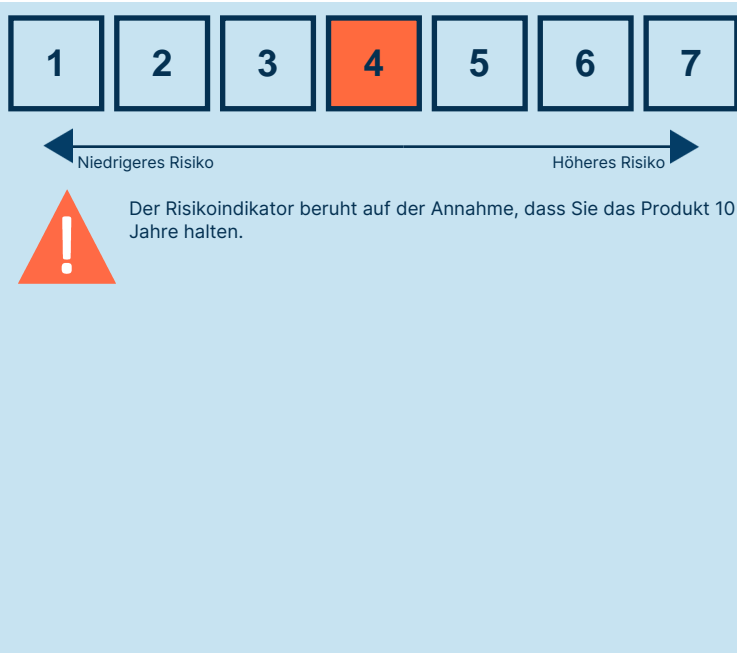 1 2 3 4 5 6 7
Niedrigeres Risiko Höheres Risiko
!
Der Risikoindikator beruht auf der Annahme, dass Sie das Produkt 10
Jahre halten.